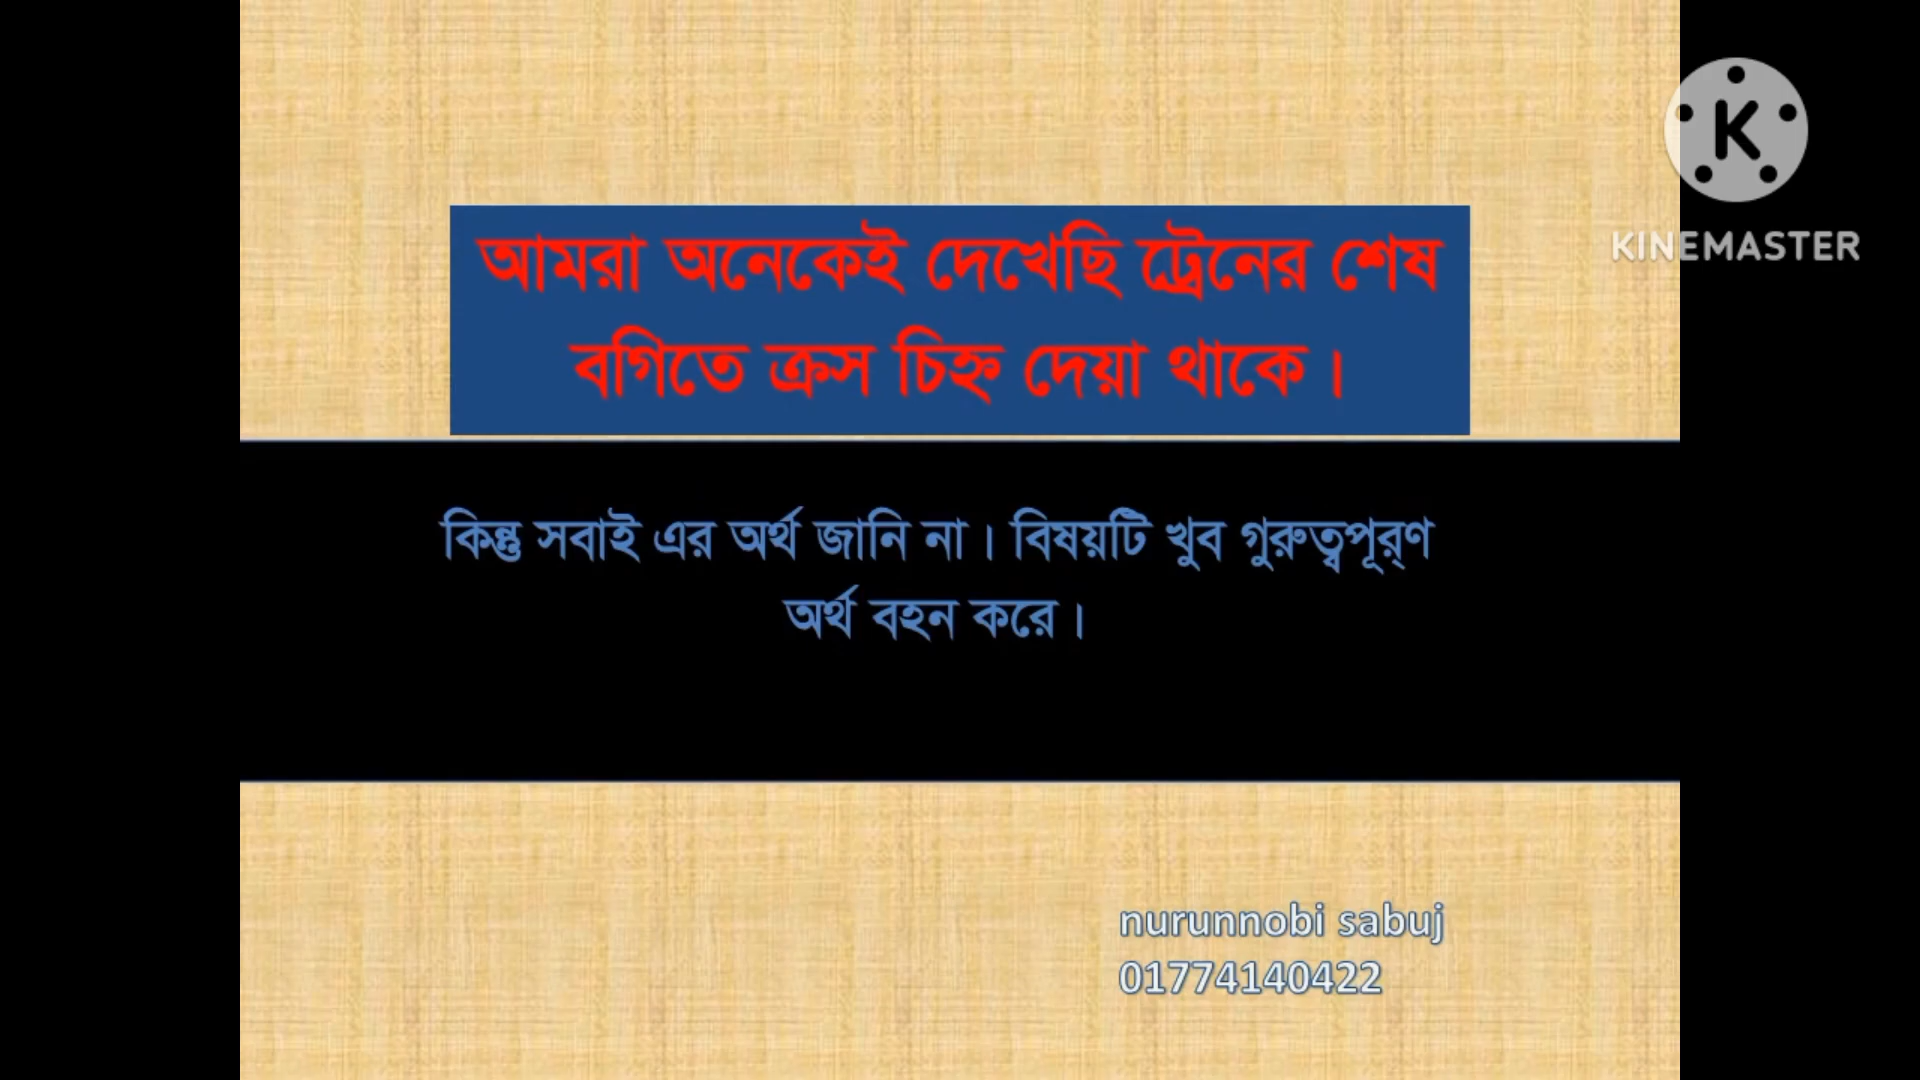 আমরা অনেকেই দেখেছি ট্রেনের শেষ
বগিতে ক্রস চিহ্ন দেয়া থাকে।
কিন্তু সবাই এর অর্থ জানি না। বিষয়টি খুব গুরুত্বপূর্ণ
অর্থ বহন করে।
nurunnobi sabuj
01774140422
K
KINEMASTER